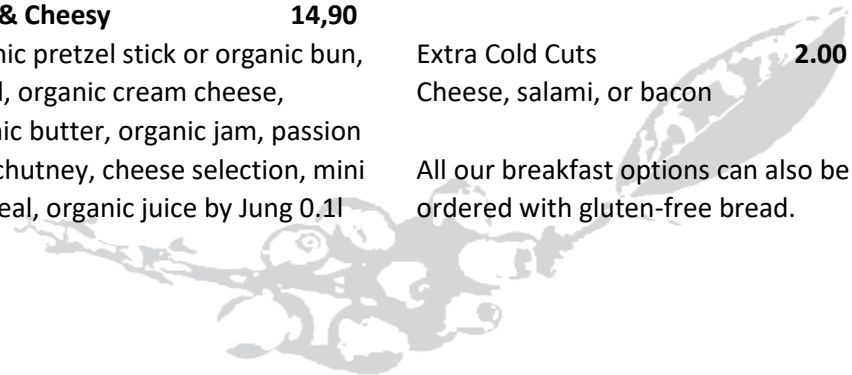 & Cheesy 14,90
nic pretzel stick or organic bun,
, organic cream cheese,
nic butter, organic jam, passion
chutney, cheese selection, mini
eal, organic juice by Jung 0.1l
Extra Cold Cuts 2.00
Cheese, salami, or bacon
All our breakfast options can also be
ordered with gluten-free bread.